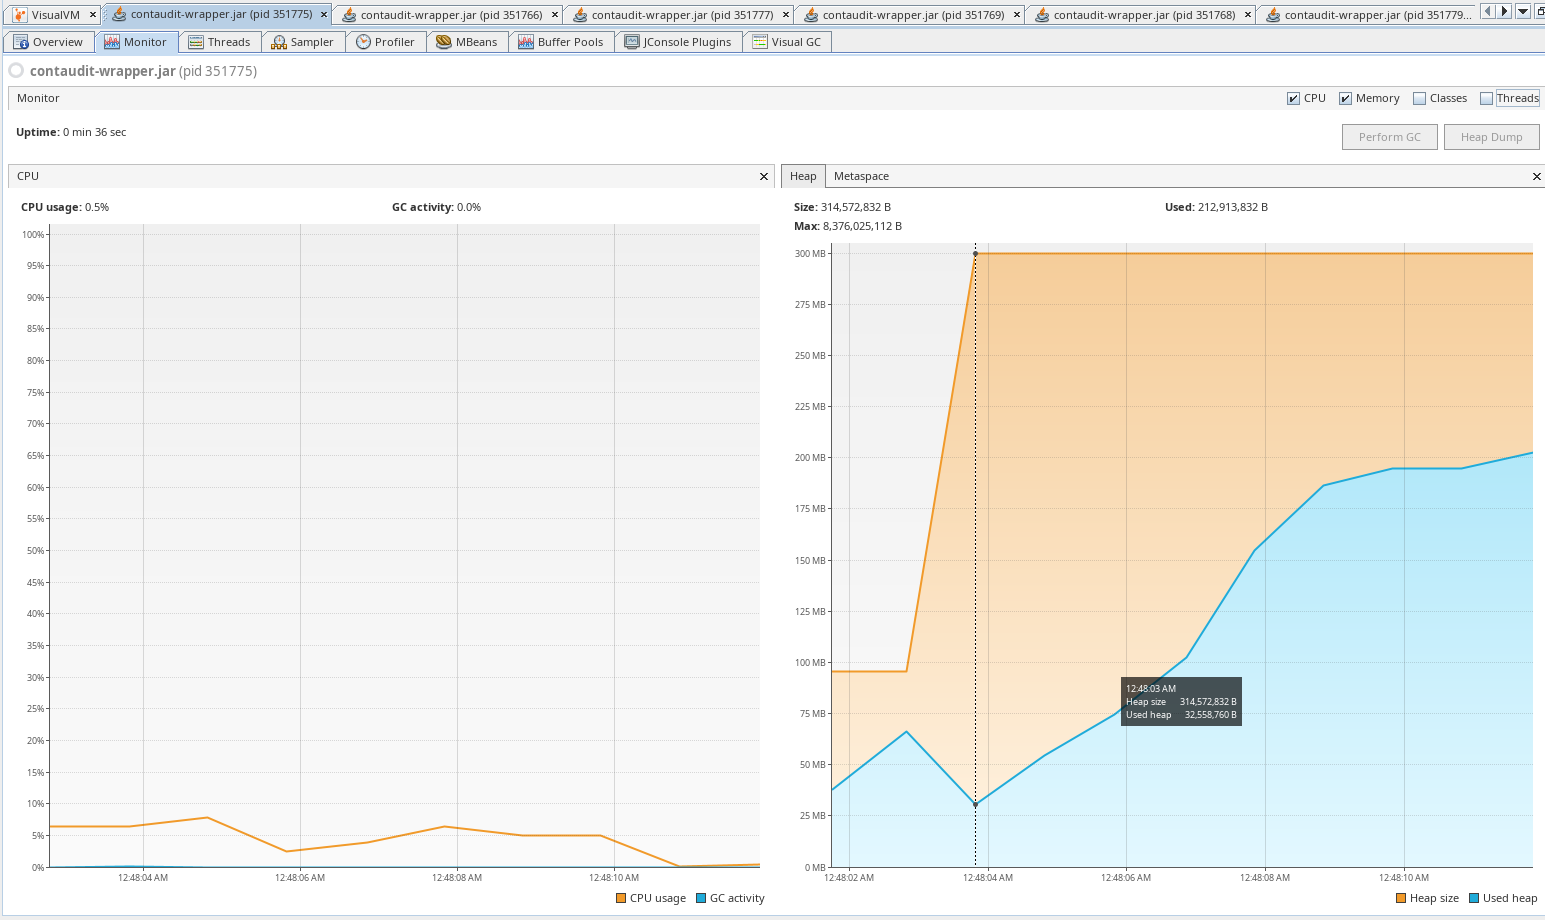 VisualVM
contaudit-wrapper.jar (pid 351775)
contaudit-wrapper.jar (pid 351766)
contaudit-wrapper.jar (pid 351777)
contaudit-wrapper.jar (pid 351769)
contaudit-wrapper.jar (pid 351768)
contaudit-wrapper.jar (pid 351779...
Overview
Monitor
Threads
Sampler
Profiler
MBeans
Buffer Pools
JConsole Plugins
Visual GC
contaudit-wrapper.jar (pid 351775)
Monitor
CPU
Memory
Classes
Threads
Uptime: 0 min 36 sec
Perform GC
Heap Dump
CPU
CPU usage: 0.5%
GC activity: 0.0%
100%
95%
90%
85%
80%
75%
70%
65%
60%
55%
50%
45%
40%
35%
30%
25%
20%
15%
10%
5%
0%
12:48:04 AM
12:48:06 AM
12:48:08 AM
12:48:10 AM
CPU usage
GC activity
Heap
Metaspace
Size: 314,572,832 B
Used: 212,913,832 B
Max: 8,376,025,112 B
300 MB
275 MB
250 MB
225 MB
200 MB
175 MB
150 MB
125 MB
100 MB
75 MB
50 MB
25 MB
0 MB
12:48:03 AM
Heap size 314,572,832 B
Used heap 32,558,760 B
12:48:02 AM
12:48:04 AM
12:48:06 AM
12:48:08 AM
12:48:10 AM
Heap size
Used heap